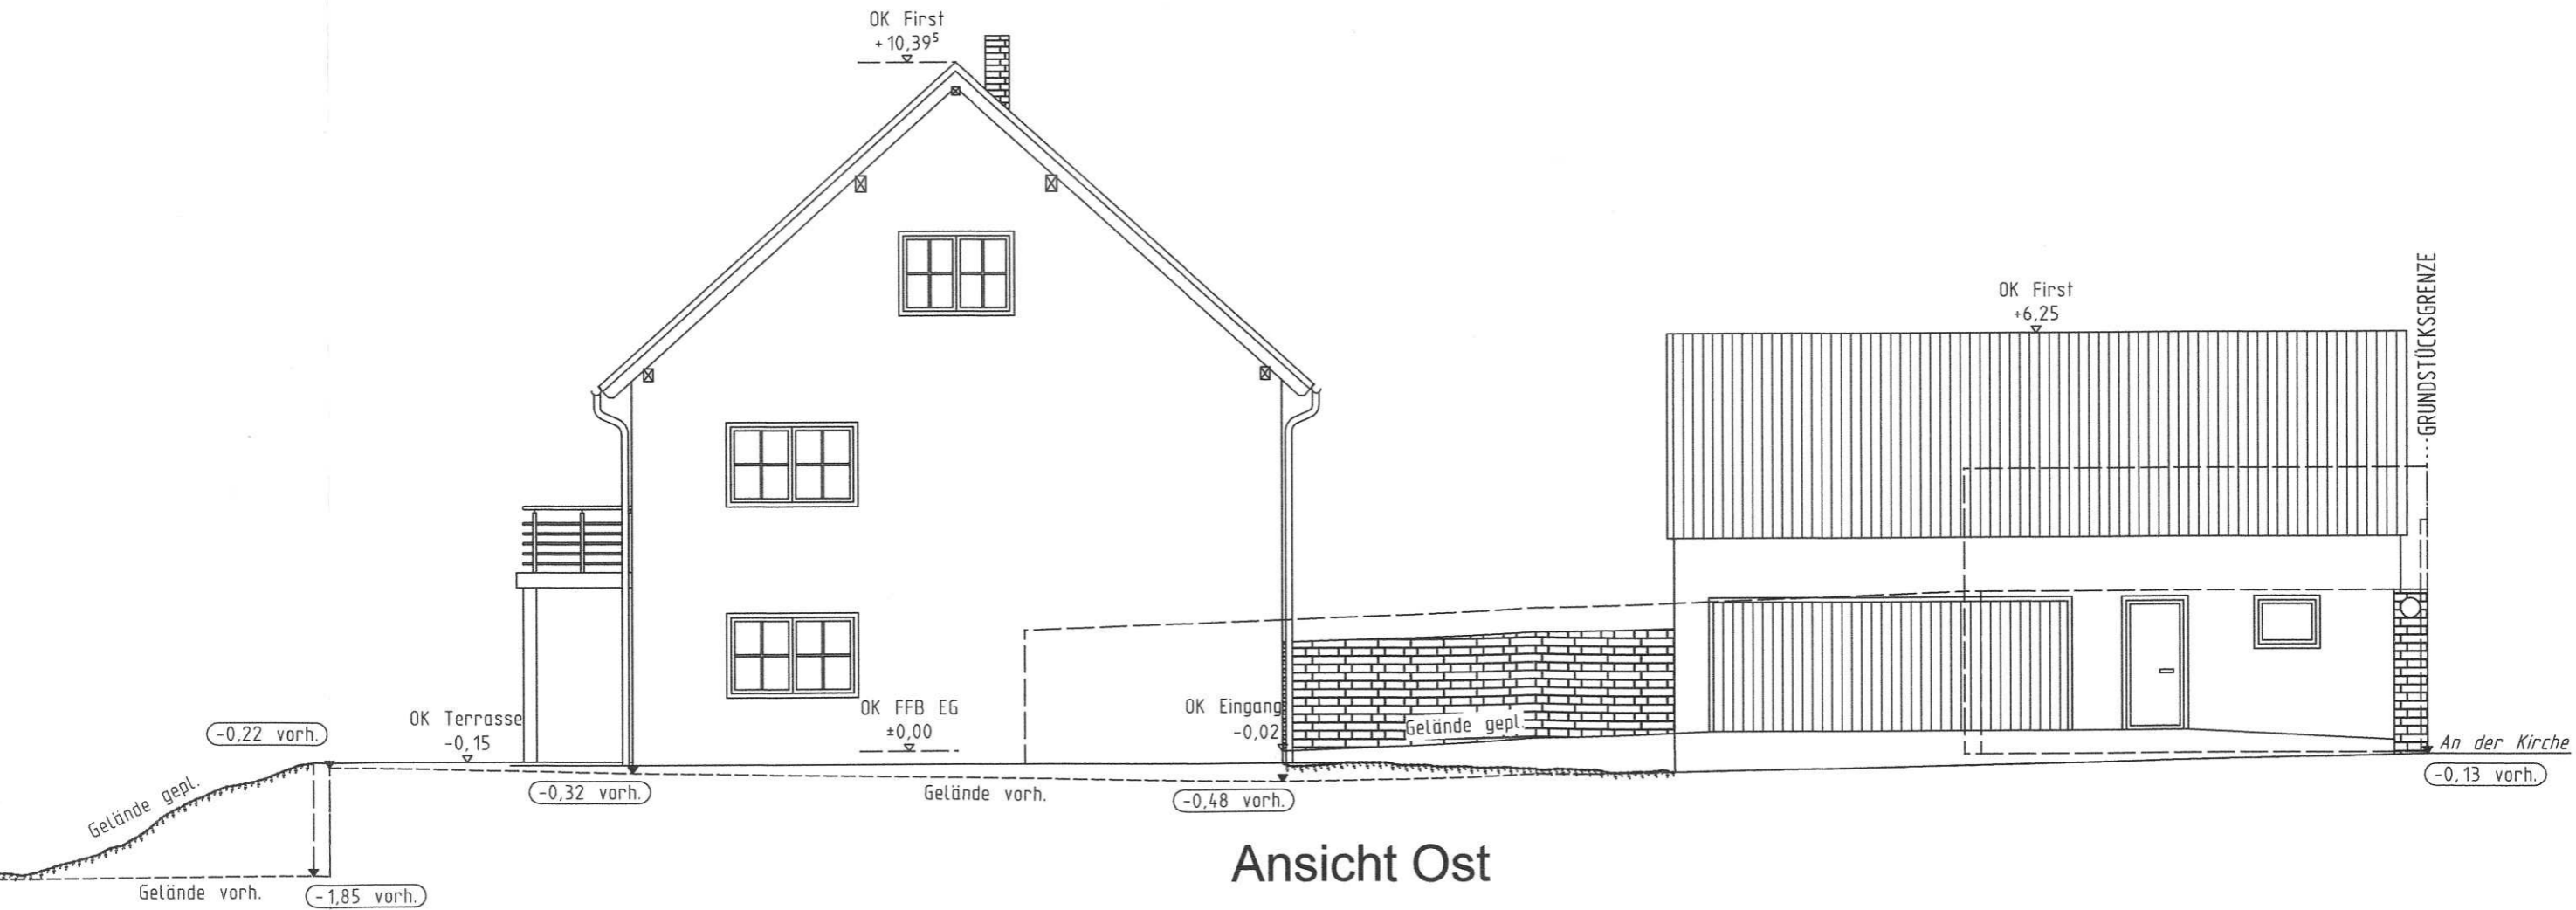 OK First
+10,39⁵
OK First
+6,25
GRUNDSTÜCKSGRENZE
OK Terrasse
-0,15
OK FFB EG
±0,00
OK Eingang
-0,02
Gelände gepl.
-0,22 vorh.
Gelände gepl.
-0,32 vorh.
Gelände vorh.
-0,48 vorh.
An der Kirche
-0,13 vorh.
Gelände vorh.
-1,85 vorh.
Ansicht Ost